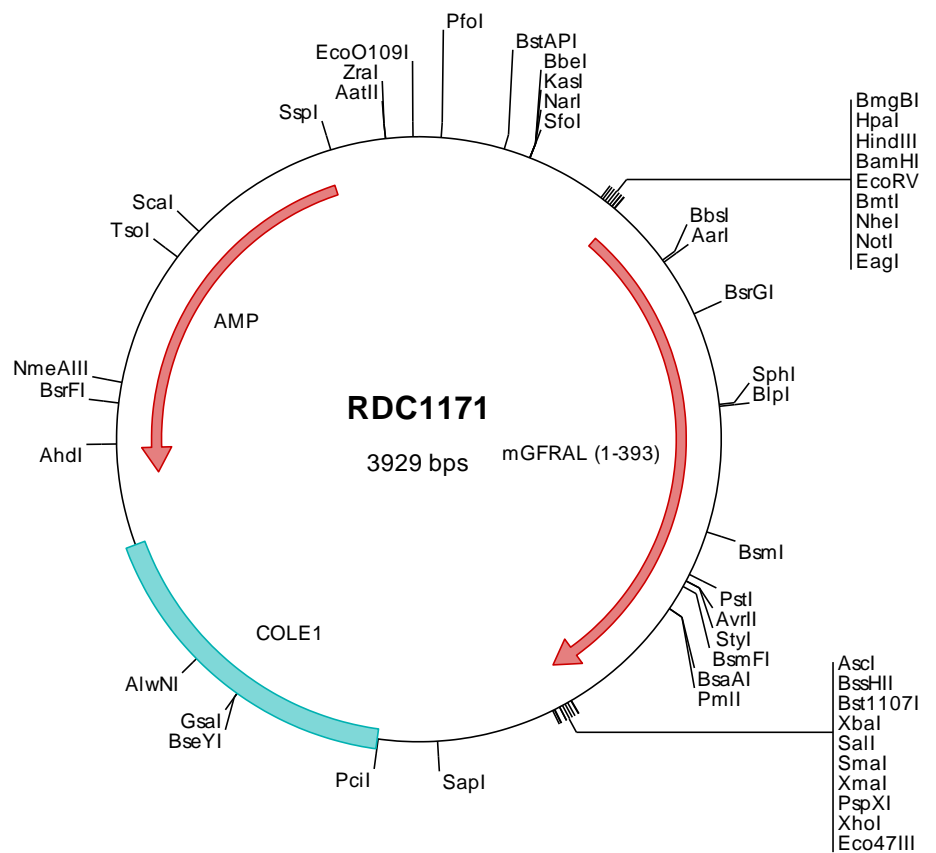 PfoI
EcoO109I
ZraI
AatII
SspI
BstAPI
BbeI
KasI
NarI
SfoI
BmgBI
HpaI
HindIII
BamHI
EcoRV
BmtI
NheI
NotI
EagI
ScaI
TsoI
BbsI
AarI
BsrGI
AMP
NmeAIII
BsrFI
SphI
BlpI
RDC1171
3929 bps
mGFRAL (1-393)
AhdI
BsmI
PstI
AvrII
StyI
BsmFI
BsaAI
PmlI
COLE1
AlwNI
GsaI
BseYI
PciI
SapI
AscI
BssHII
Bst1107I
XbaI
SalI
SmaI
XmaI
PspXI
XhoI
Eco47III